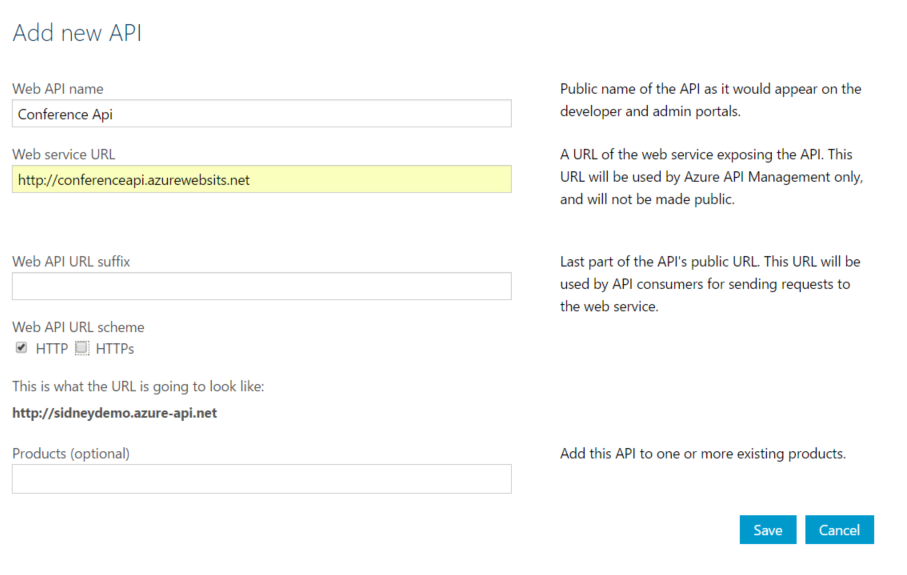 Add new API
Web API name
Conference Api
Public name of the API as it would appear on the
developer and admin portals.
Web service URL
http://conferenceapi.azurewebsits.net
A URL of the web service exposing the API. This
URL will be used by Azure API Management only,
and will not be made public.
Web API URL suffix
Last part of the API's public URL. This URL will be
used by API consumers for sending requests to
the web service.
Web API URL scheme
HTTP HTTPs
This is what the URL is going to look like:
http://sidneydemo.azure-api.net
Products (optional)
Add this API to one or more existing products.
Save Cancel